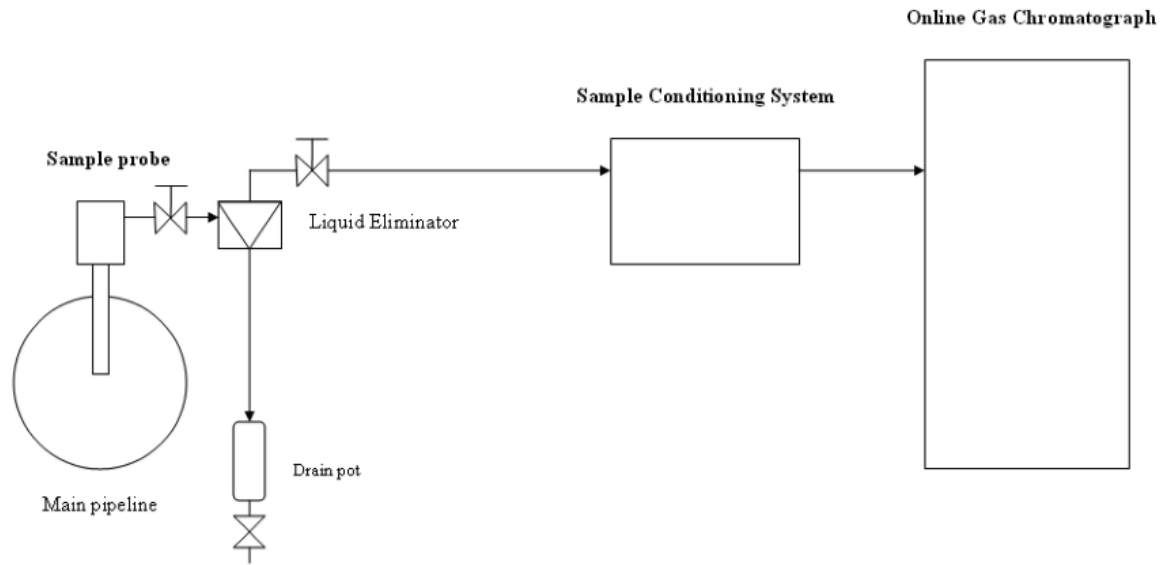 Online Gas Chromatograph
Sample Conditioning System
Sample probe
Liquid Eliminator
Drain pot
Main pipeline